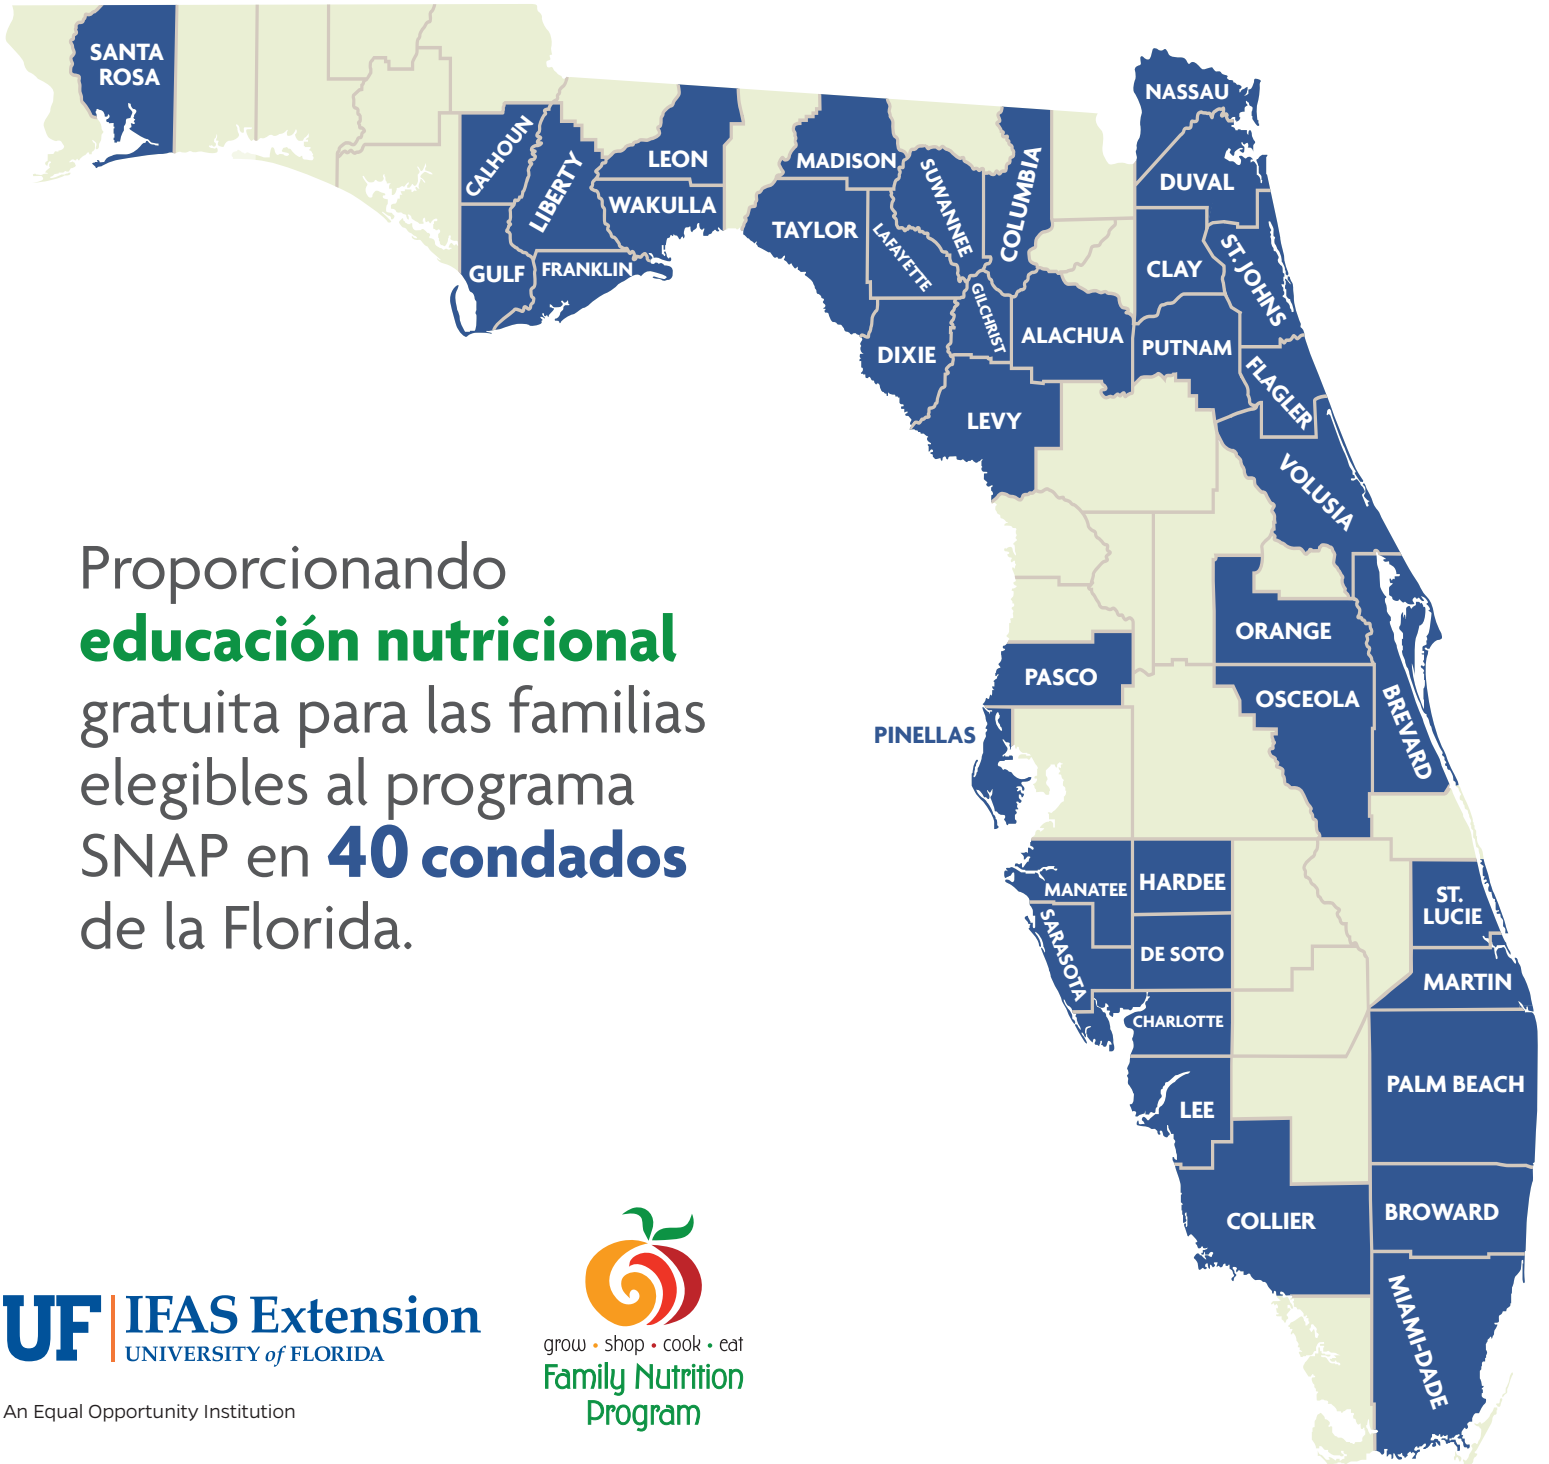 SANTA
ROSA
CALHOUN
LIBERTY
LEON
WAKULLA
GULF
FRANKLIN
MADISON
TAYLOR
LAFAYETTE
SUWANNEE
COLUMBIA
GILCHRIST
DIXIE
ALACHUA
LEVY
NASSAU
DUVAL
CLAY
ST. JOHNS
PUTNAM
FLAGLER
VOLUSIA
ORANGE
OSCEOLA
BREVARD
PASCO
PINELLAS
MANATEE
HARDEE
SARASOTA
DE SOTO
CHARLOTTE
LEE
COLLIER
ST.
LUCIE
MARTIN
PALM BEACH
BROWARD
MIAMI-DADE
Proporcionando
educación nutricional
gratuita para las familias
elegibles al programa
SNAP en 40 condados
de la Florida.
UF IFAS Extension
UNIVERSITY of FLORIDA
An Equal Opportunity Institution
grow • shop • cook • eat
Family Nutrition
Program